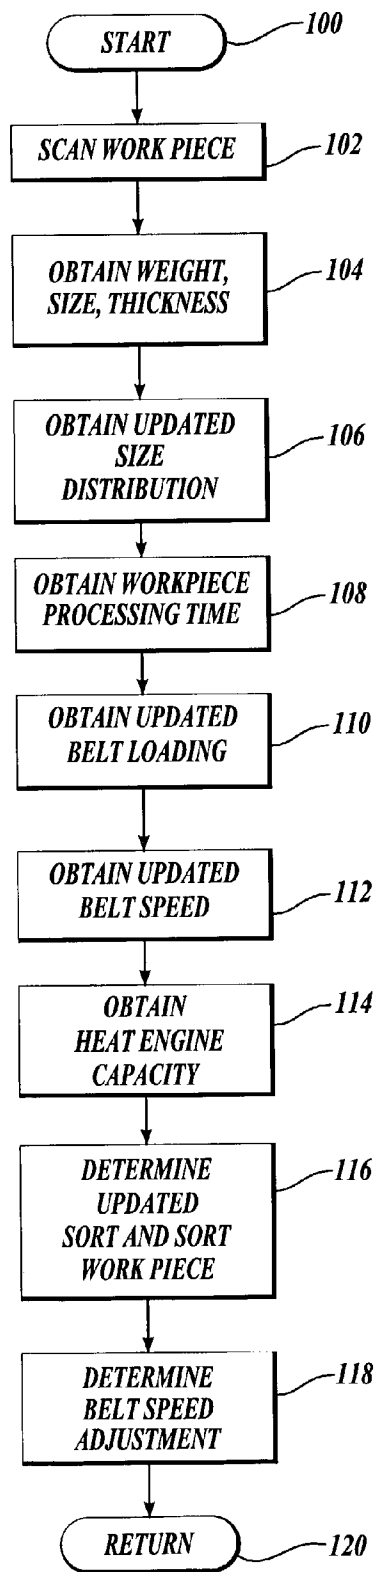 START
100
SCAN WORK PIECE
102
OBTAIN WEIGHT,
SIZE, THICKNESS
104
OBTAIN UPDATED
SIZE
DISTRIBUTION
106
OBTAIN WORKPIECE
PROCESSING TIME
108
OBTAIN UPDATED
BELT LOADING
110
OBTAIN UPDATED
BELT SPEED
112
OBTAIN
HEAT ENGINE
CAPACITY
114
DETERMINE
UPDATED
SORT AND SORT
WORK PIECE
116
DETERMINE
BELT SPEED
ADJUSTMENT
118
RETURN
120